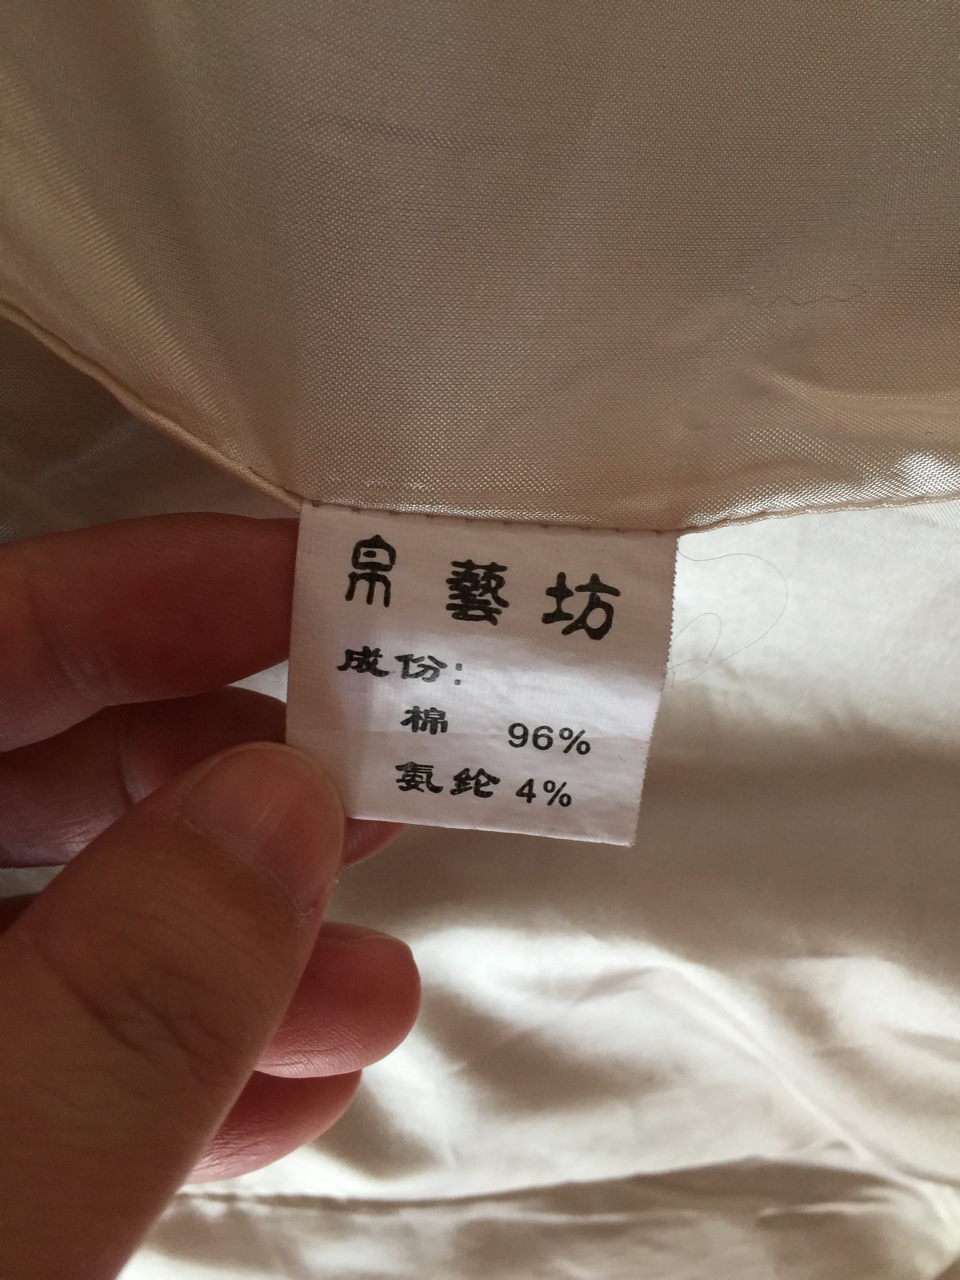 帛藝坊
成份:
棉 96%
氨纶 4%